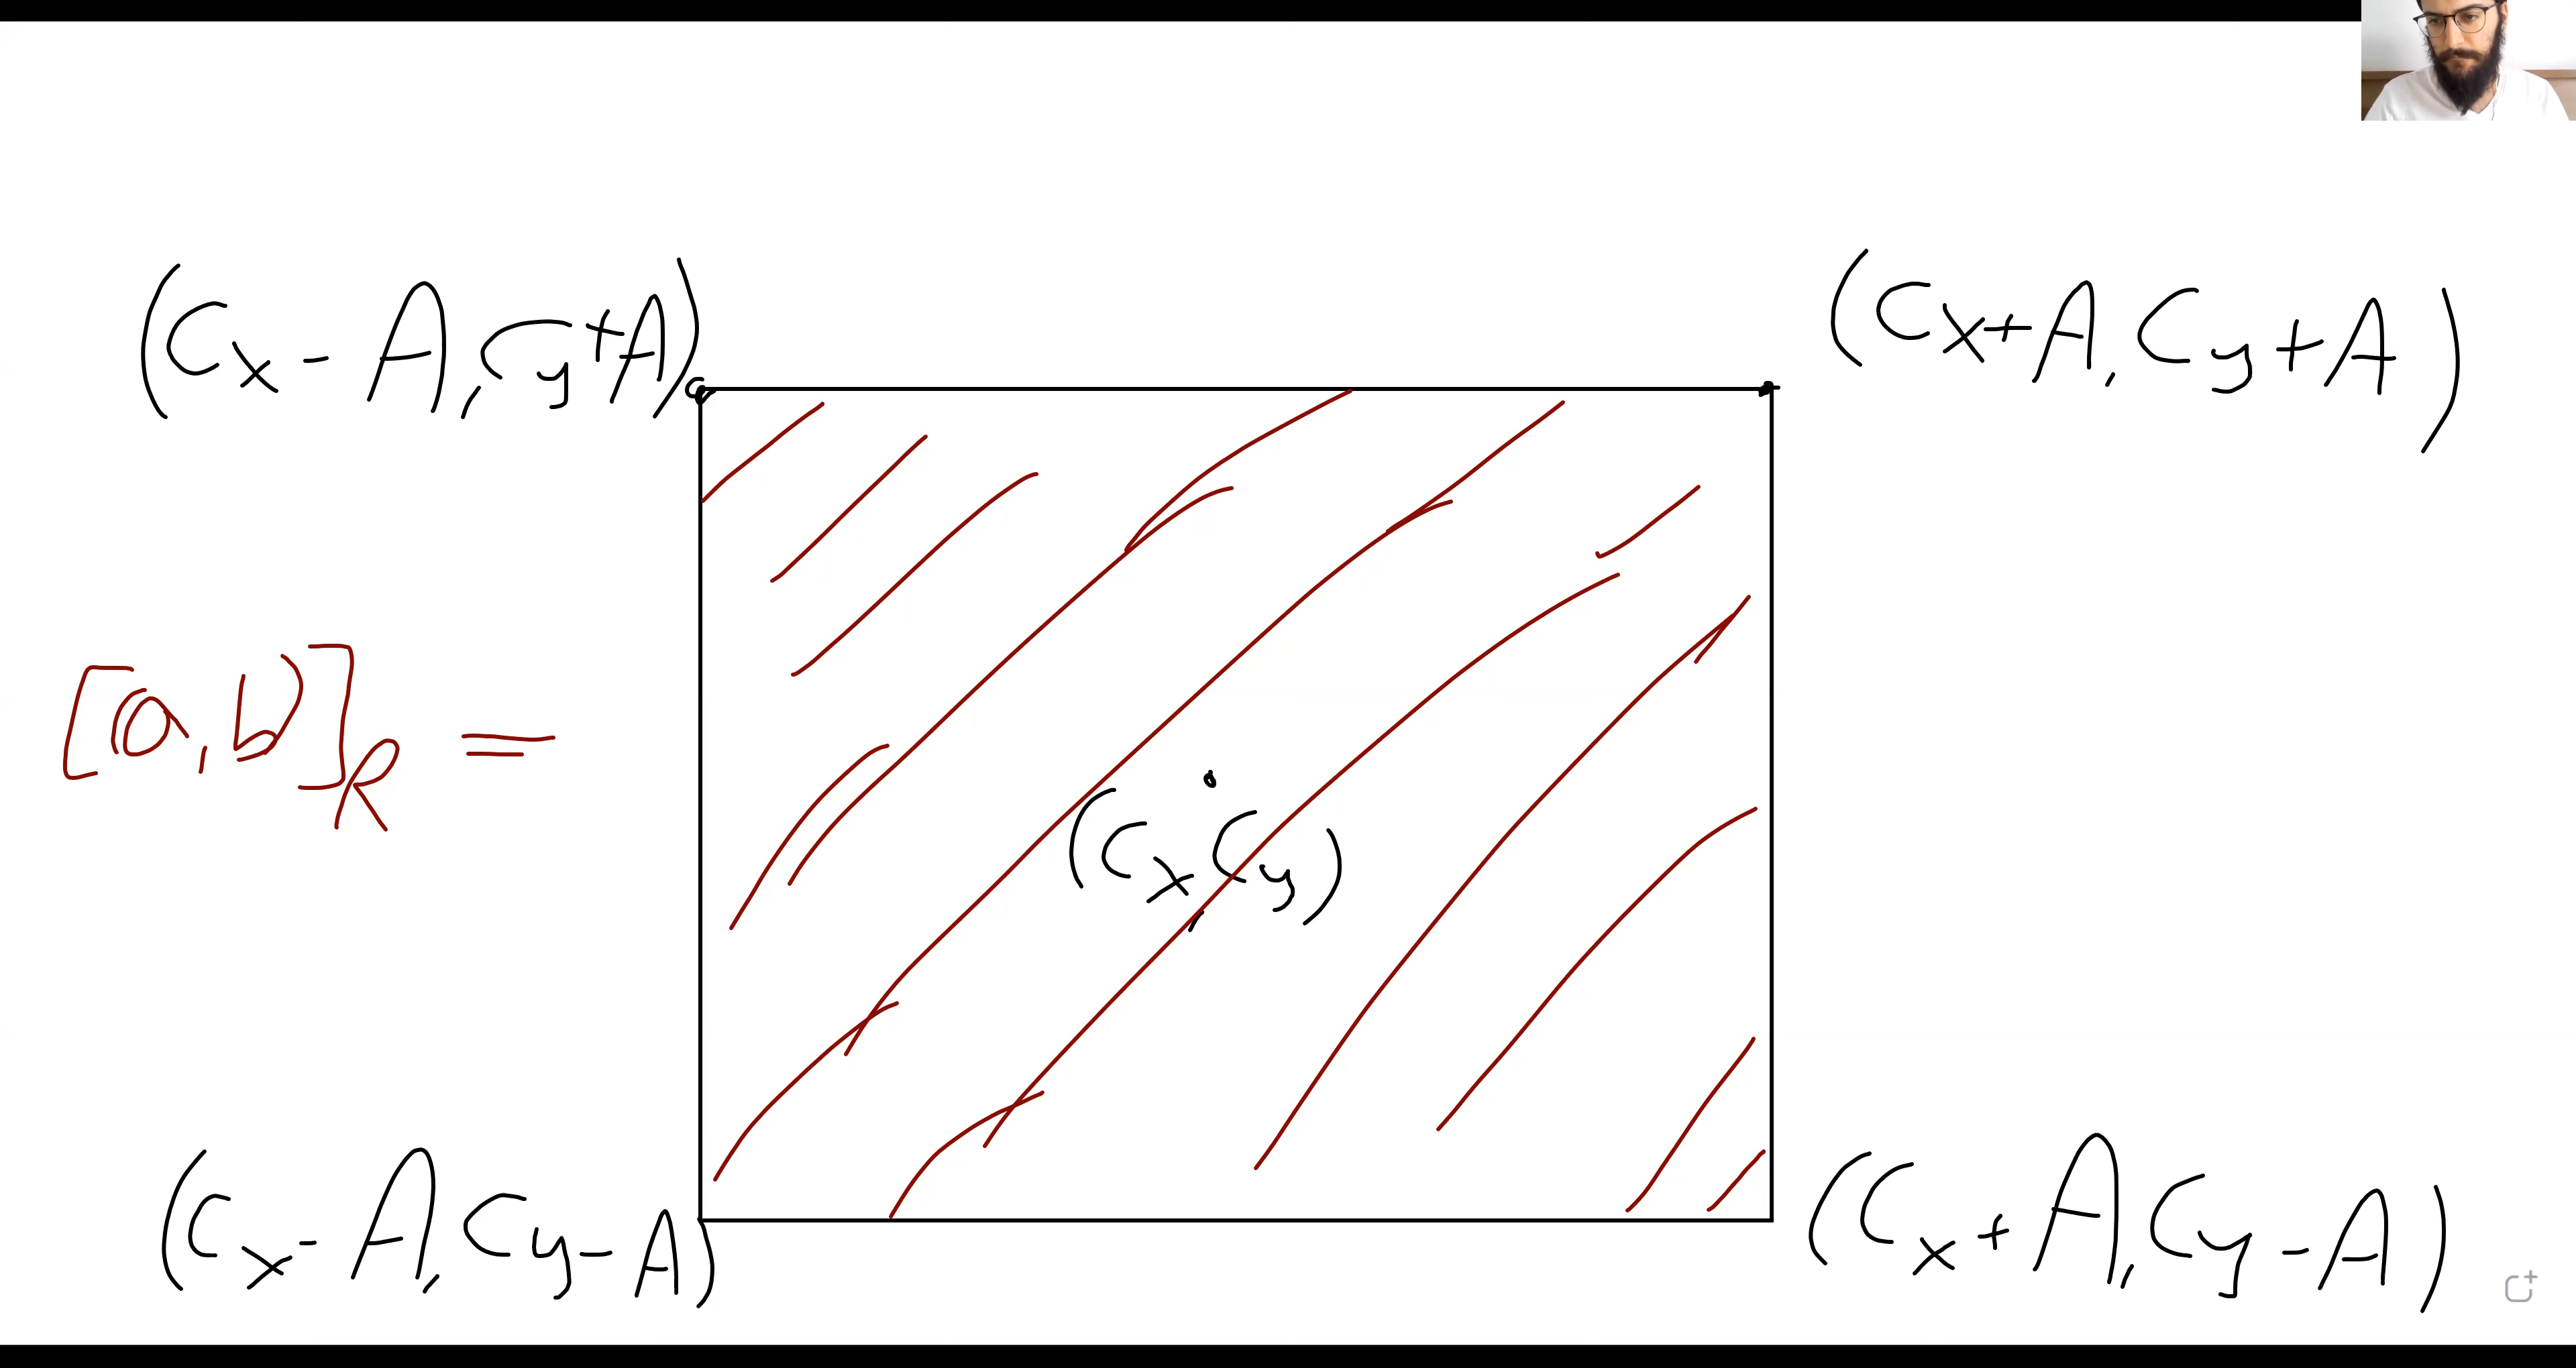 (Cx - A, Cy + A)
(Cx + A, Cy + A)
[a, b]R =
(Cx, Cy)
(Cx - A, Cy - A)
(Cx + A, Cy - A)